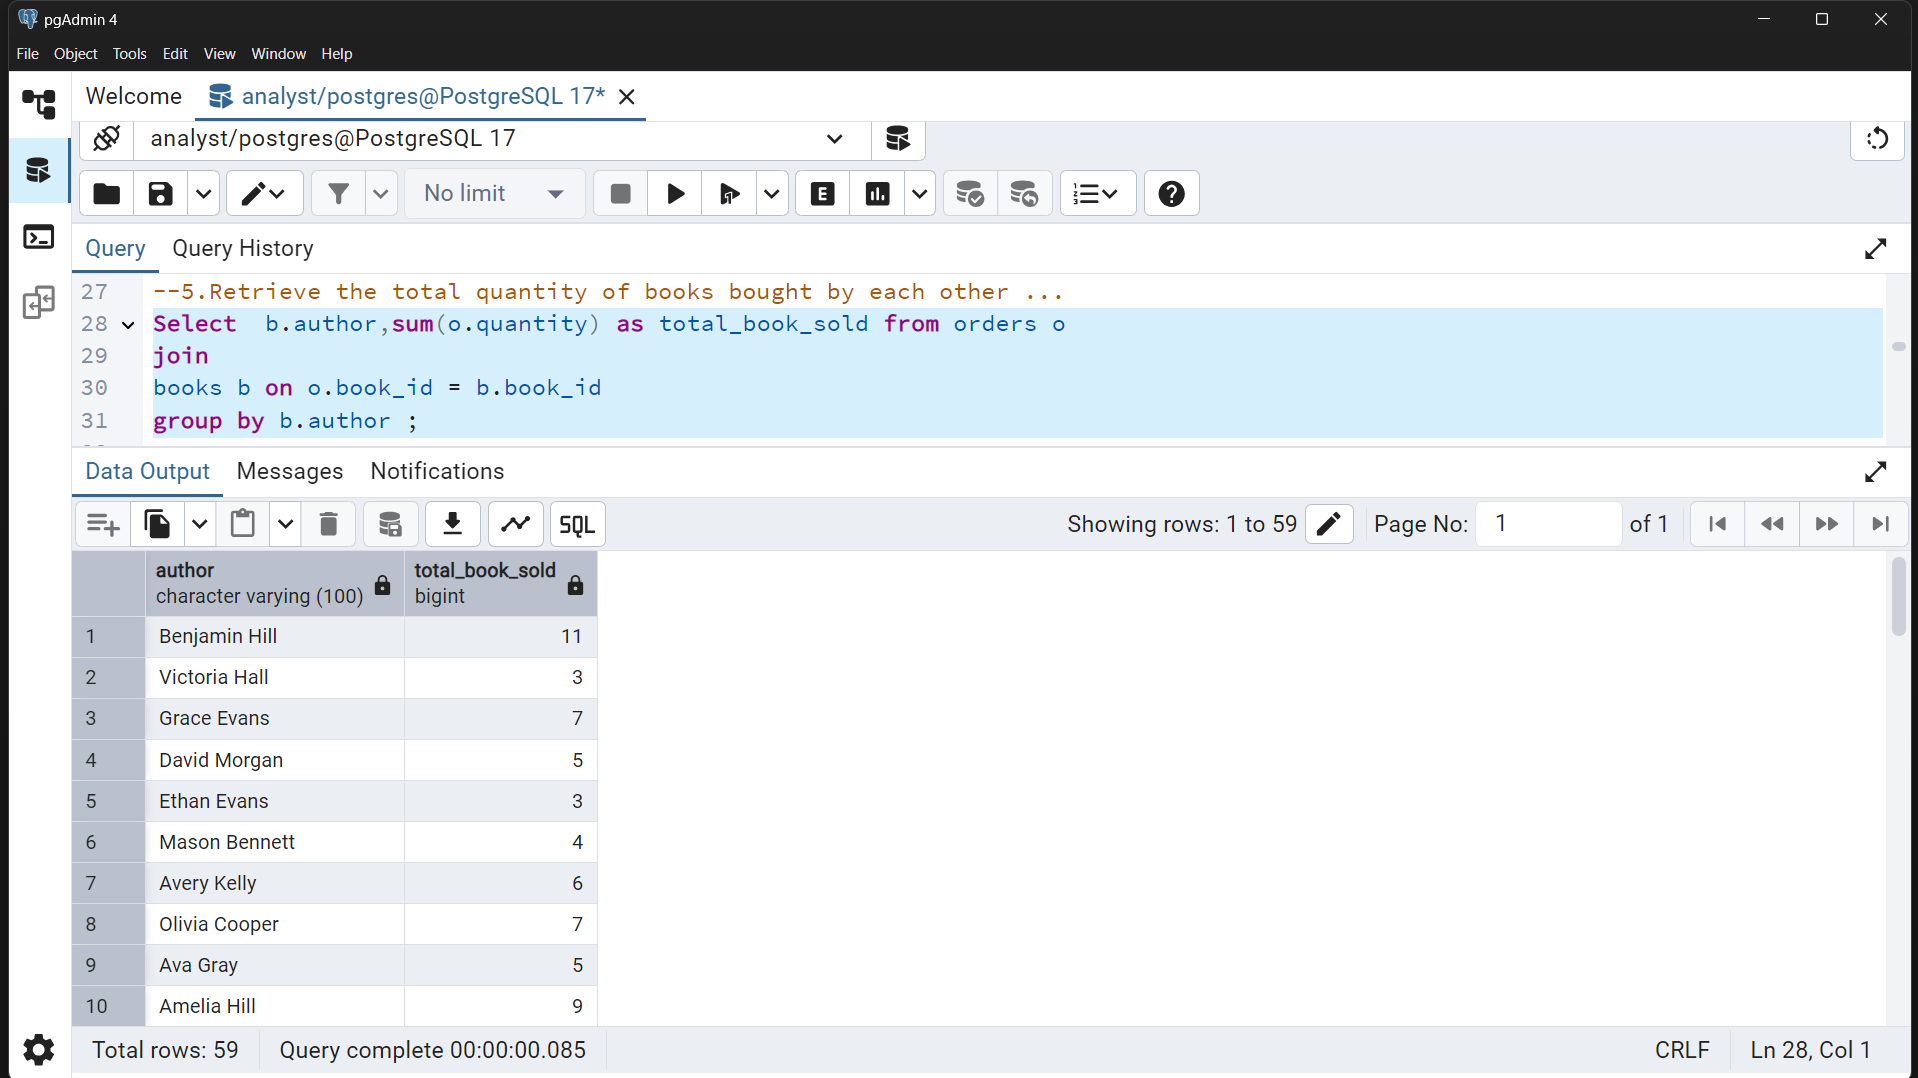 pgAdmin 4
File Object Tools Edit View Window Help
Welcome analyst/postgres@PostgreSQL 17*
analyst/postgres@PostgreSQL 17
No limit E
Query Query History
27 --5.Retrieve the total quantity of books bought by each other ...
28 Select  b.author,sum(o.quantity) as total_book_sold from orders o
29 join
30 books b on o.book_id = b.book_id
31 group by b.author ;
Data Output Messages Notifications
SQL Showing rows: 1 to 59 Page No: 1 of 1
author total_book_sold
character varying (100) bigint
1 Benjamin Hill 11
2 Victoria Hall 3
3 Grace Evans 7
4 David Morgan 5
5 Ethan Evans 3
6 Mason Bennett 4
7 Avery Kelly 6
8 Olivia Cooper 7
9 Ava Gray 5
10 Amelia Hill 9
Total rows: 59 Query complete 00:00:00.085 CRLF Ln 28, Col 1